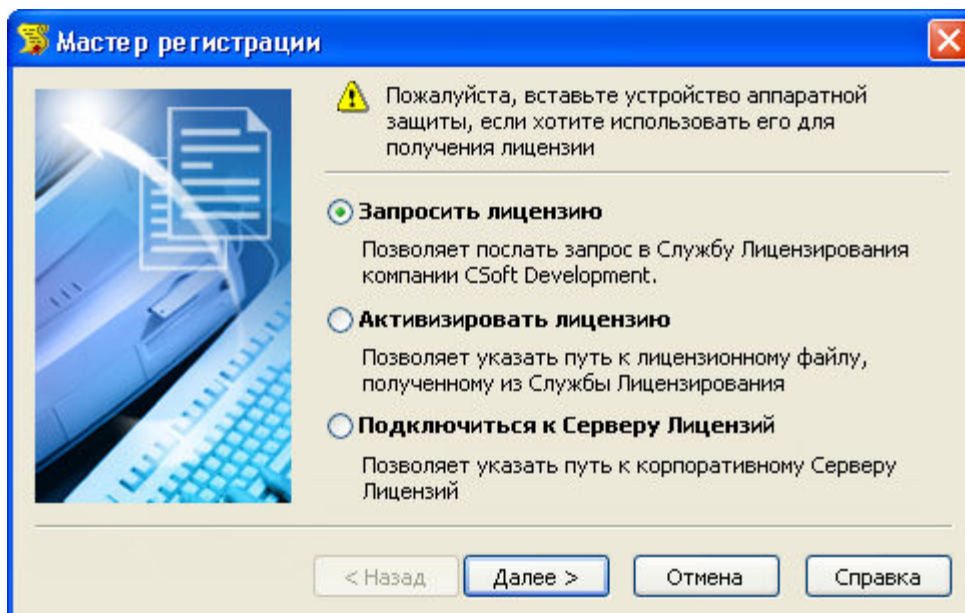 Мастер регистрации
Пожалуйста, вставьте устройство аппаратной
защиты, если хотите использовать его для
получения лицензии
Запросить лицензию
Позволяет послать запрос в Службу Лицензирования
компании CSoft Development.
Активизировать лицензию
Позволяет указать путь к лицензионному файлу,
полученному из Службы Лицензирования
Подключиться к Серверу Лицензий
Позволяет указать путь к корпоративному Серверу
Лицензий
< Назад Далее > Отмена Справка